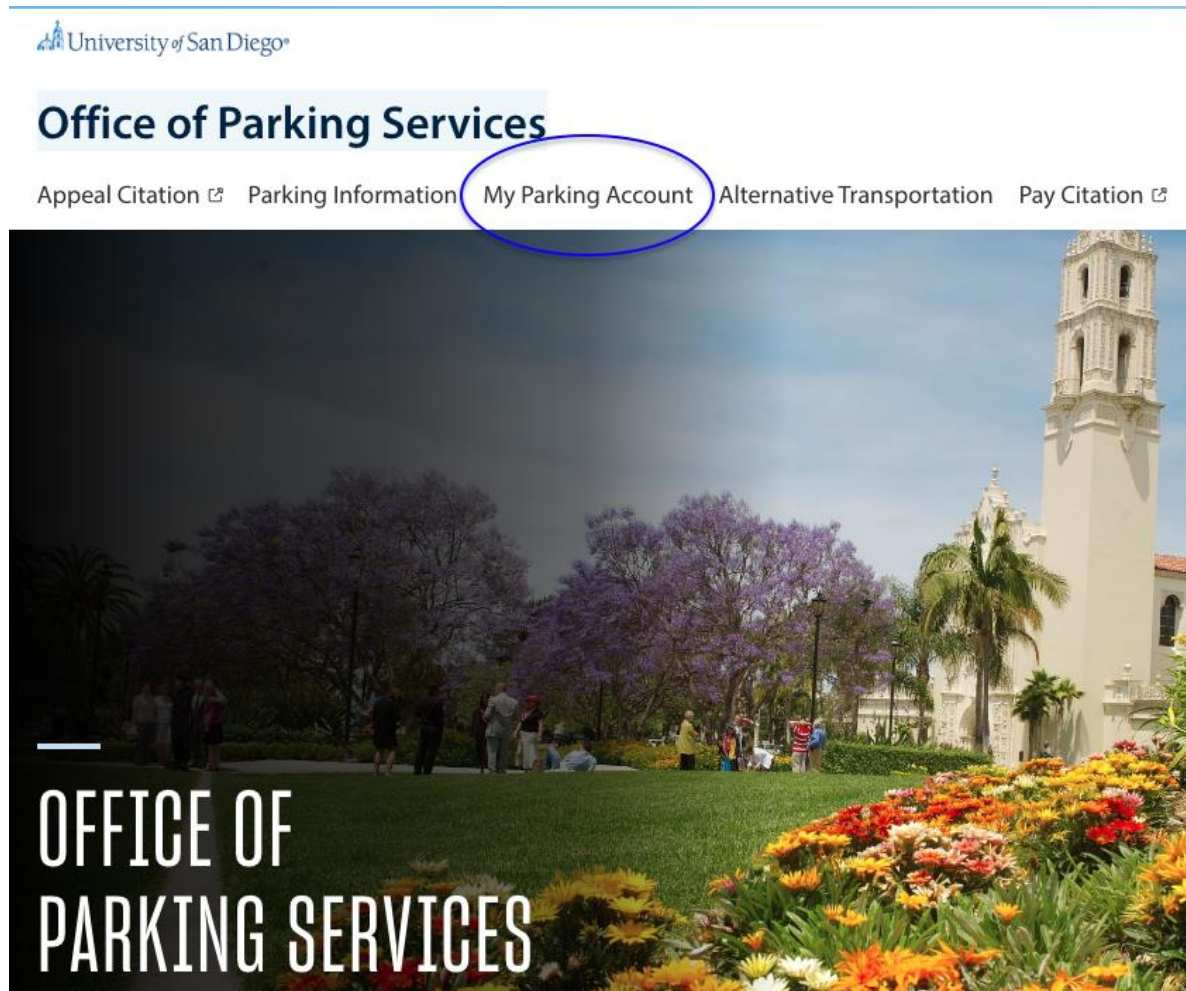 University of San Diego®
Office of Parking Services
Appeal Citation Parking Information My Parking Account Alternative Transportation Pay Citation
OFFICE OF
PARKING SERVICES